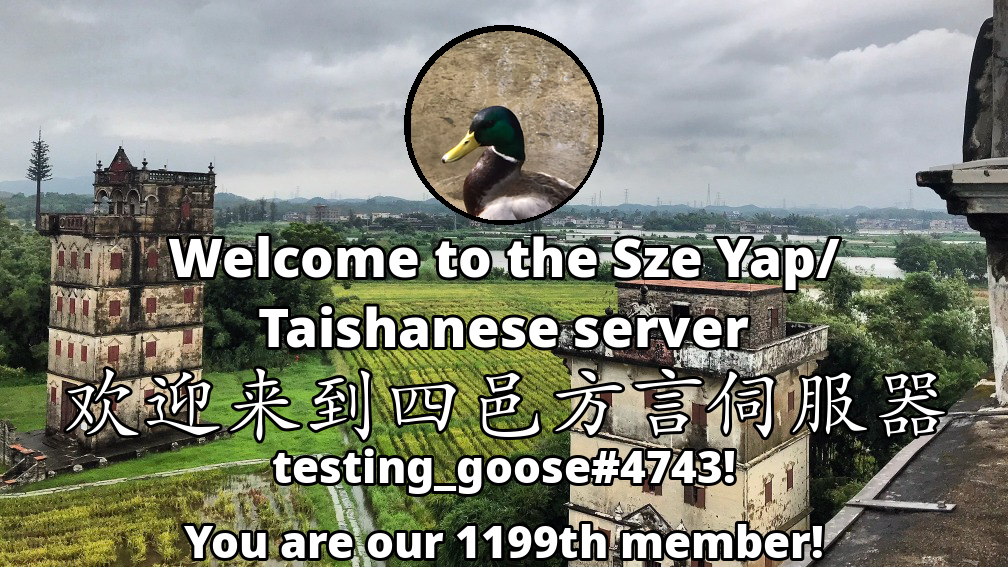 Welcome to the Sze Yap/
Taishanese server
欢迎来到四邑方言伺服器
testing_goose#4743!
You are our 1199th member!